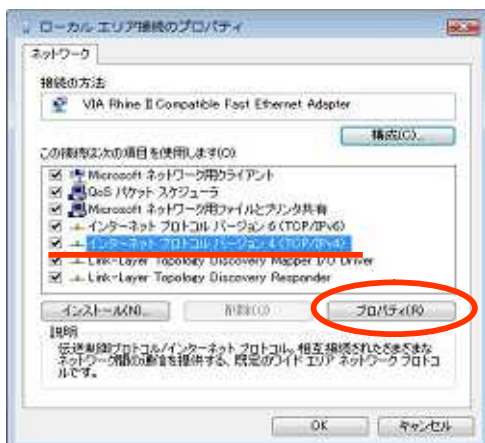 ローカル エリア接続のプロパティ
ネットワーク
接続の方法:
VIA Rhine II Compatible Fast Ethernet Adapter
構成(C)...
この接続は次の項目を使用します(O):
Microsoft ネットワーク用クライアント
QoS パケット スケジューラ
Microsoft ネットワーク用ファイルとプリンタ共有
インターネット プロトコル バージョン 6 (TCP/IPv6)
インターネット プロトコル バージョン 4 (TCP/IPv4)
Link-Layer Topology Discovery Mapper I/O Driver
Link-Layer Topology Discovery Responder
インストール(N)...
削除(U)
プロパティ(R)
説明
伝送制御プロトコル/インターネット プロトコル。相互接続されたさまざまな
ネットワーク間の通信を提供する、既定のワイド エリア ネットワーク プロトコ
ルです。
OK
キャンセル